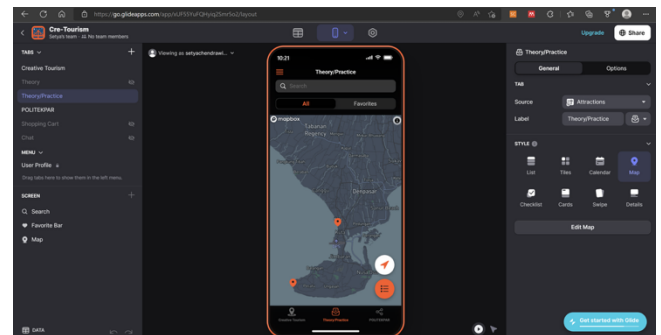 https://go.glideapps.com/app/sUFS5YuFQHyiq2Smr5oz/layout
Cre-Tourism
Setya's team · No team members
Upgrade
Share
TABS
Creative Tourism
Theory
Theory/Practice
POLITEKPAR
Shopping Cart
Chat
MENU
User Profile
Drag tabs here to show them in the left menu.
SCREEN
Search
Favorite Bar
Map
DATA
Viewing as setyachendrawi...
10:21
Theory/Practice
Search
All
Favorites
mapbox
Tabanan
Regency
Denpasar
Creative Tourism
Theory/Practice
POLITEKPAR
Theory/Practice
General
Options
TAB
Source
Attractions
Label
Theory/Practice
STYLE
List
Tiles
Calendar
Map
Checklist
Cards
Swipe
Details
Edit Map
Get started with Glide